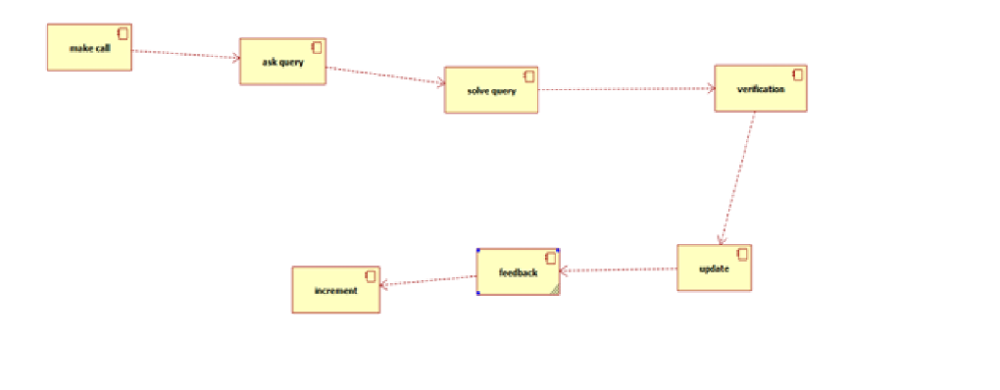 make call
ask query
solve query
verification
update
feedback
increment